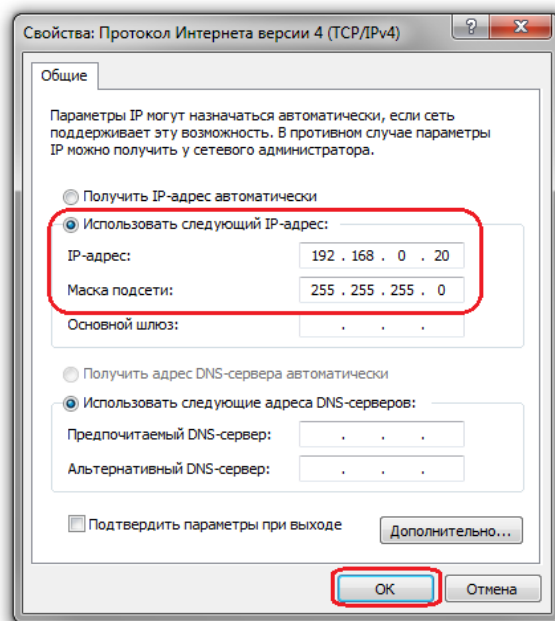 Свойства: Протокол Интернета версии 4 (TCP/IPv4)
Общие
Параметры IP могут назначаться автоматически, если сеть
поддерживает эту возможность. В противном случае параметры
IP можно получить у сетевого администратора.
Получить IP-адрес автоматически
Использовать следующий IP-адрес:
IP-адрес: 192 . 168 . 0 . 20
Маска подсети: 255 . 255 . 255 . 0
Основной шлюз: . . .
Получить адрес DNS-сервера автоматически
Использовать следующие адреса DNS-серверов:
Предпочитаемый DNS-сервер: . . .
Альтернативный DNS-сервер: . . .
Подтвердить параметры при выходе Дополнительно...
ОК Отмена